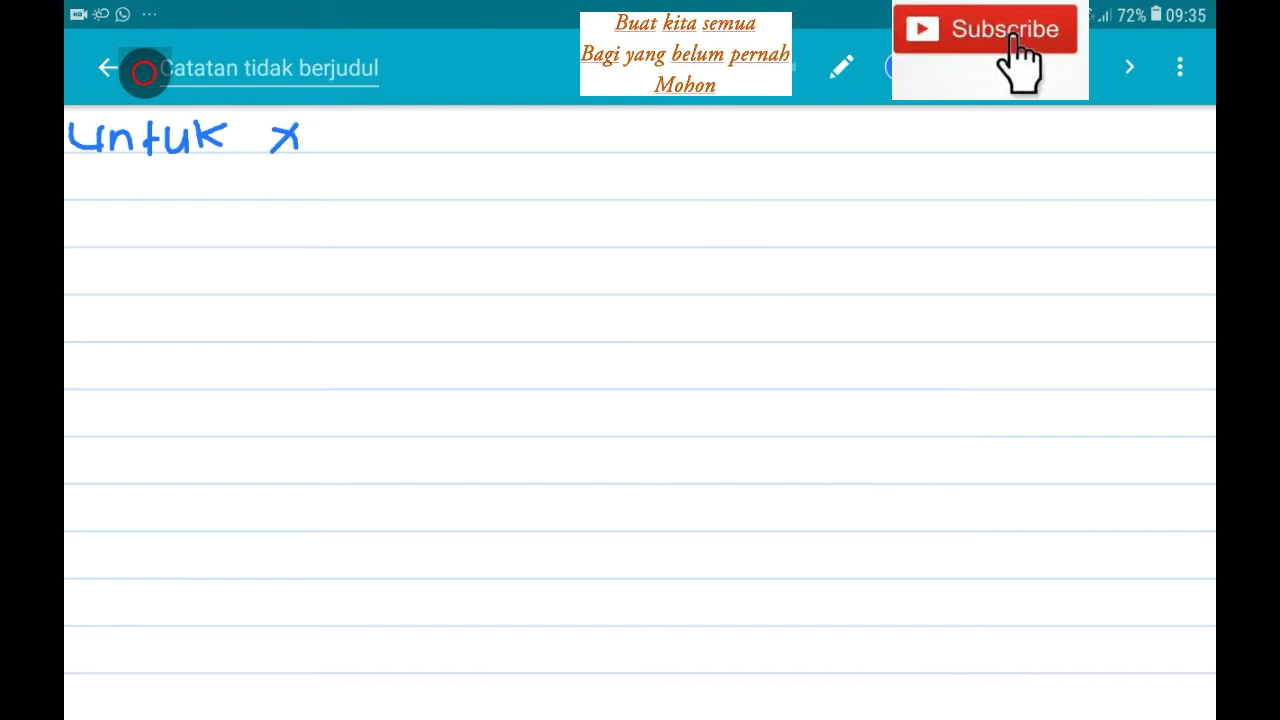 72% 09:35
Buat kita semua
Bagi yang belum pernah
Mohon
Subscribe
Catatan tidak berjudul
untuk x